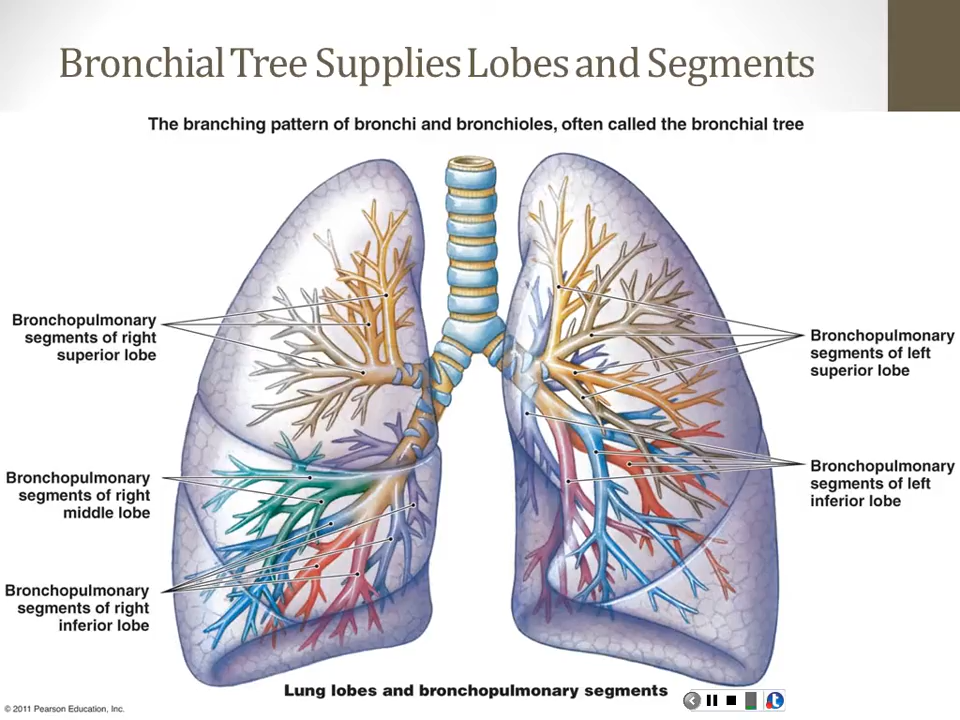 Bronchial Tree Supplies Lobes and Segments
The branching pattern of bronchi and bronchioles, often called the bronchial tree
Bronchopulmonary
segments of right
superior lobe
Bronchopulmonary
segments of right
middle lobe
Bronchopulmonary
segments of right
inferior lobe
Bronchopulmonary
segments of left
superior lobe
Bronchopulmonary
segments of left
inferior lobe
Lung lobes and bronchopulmonary segments
© 2011 Pearson Education, Inc.
t